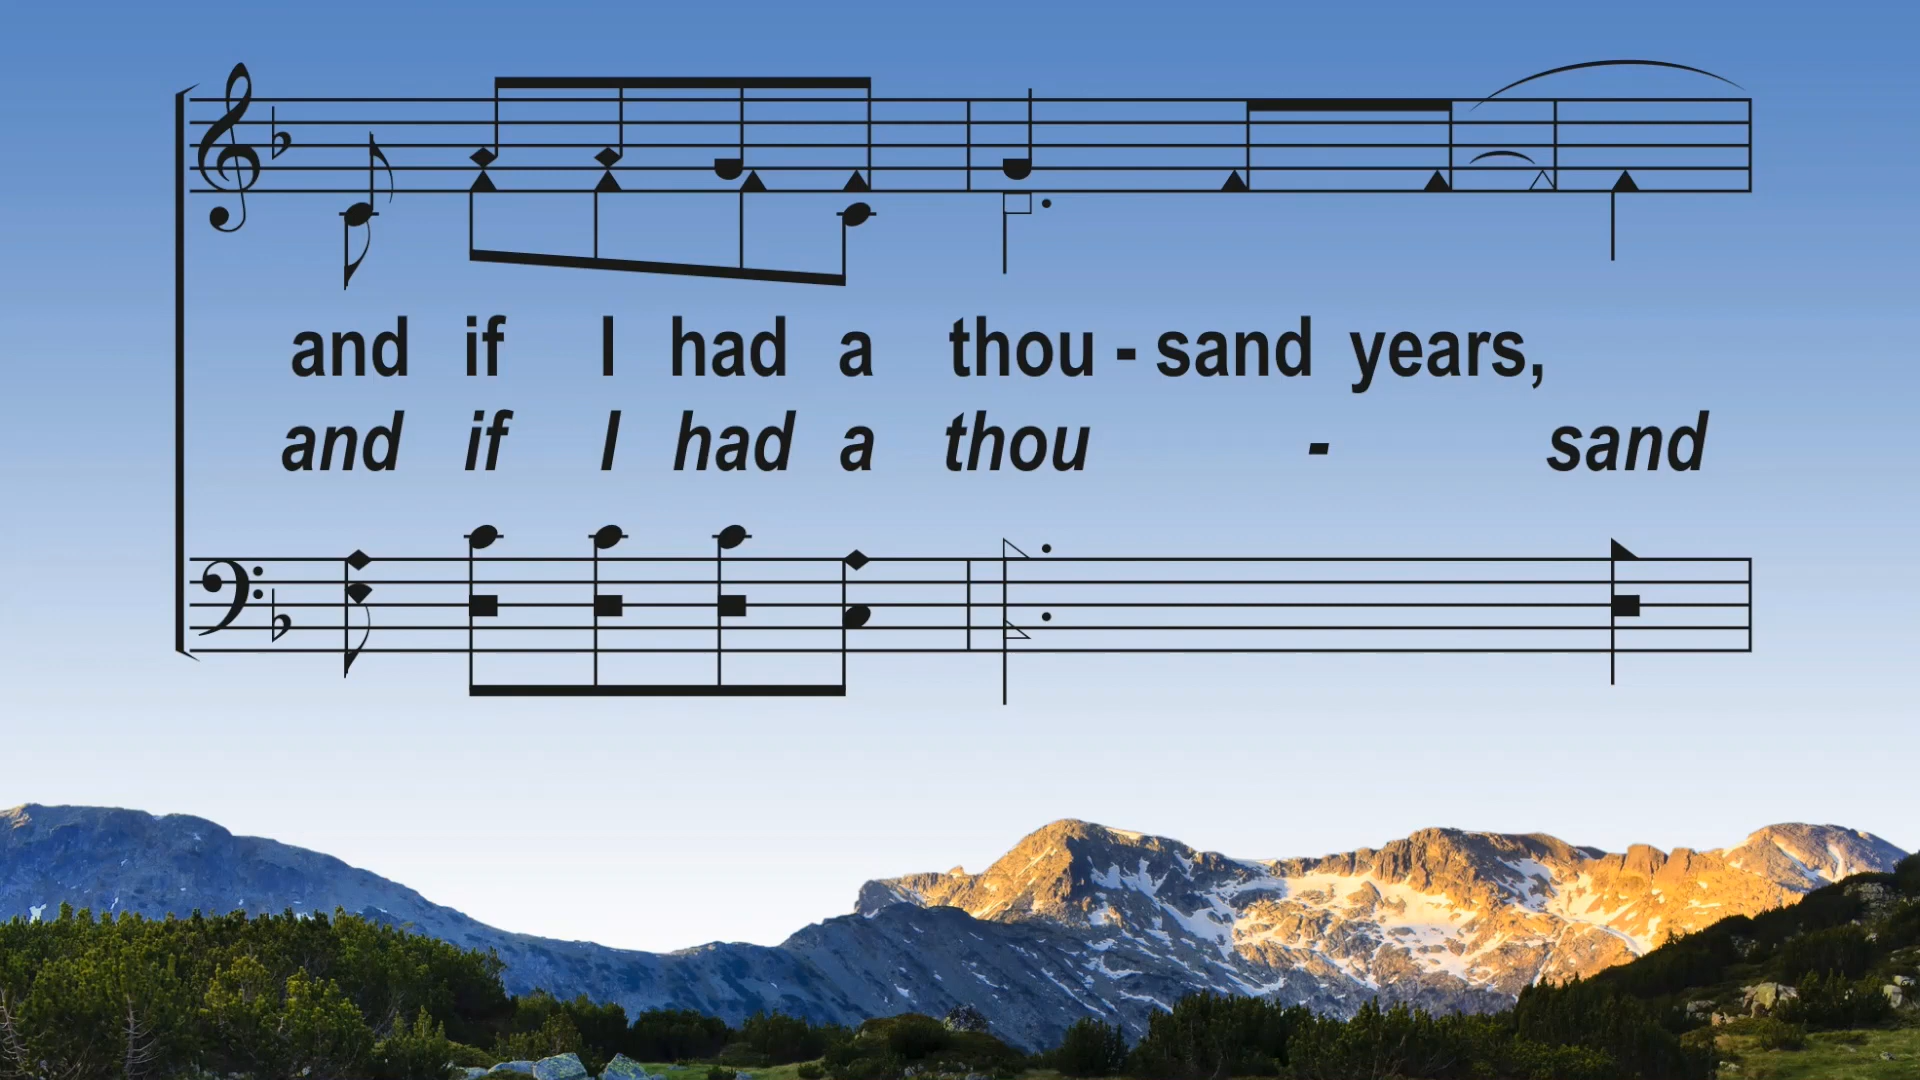 and if I had a thou - sand years,
and if I had a thou - sand